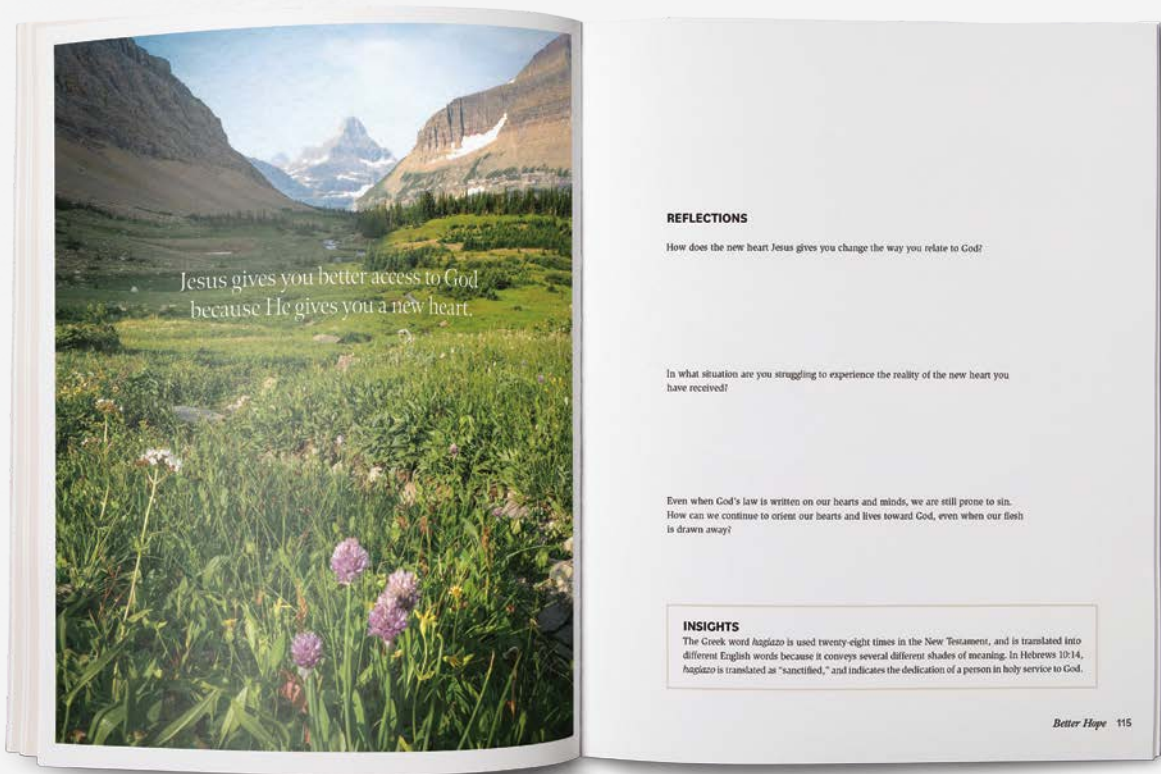 Jesus gives you better access to God
because He gives you a new heart.
REFLECTIONS
How does the new heart Jesus gives you change the way you relate to God?
In what situation are you struggling to experience the reality of the new heart you
have received?
Even when God's law is written on our hearts and minds, we are still prone to sin.
How can we continue to orient our hearts and lives toward God, even when our flesh
is drawn away?
INSIGHTS
The Greek word hagiazo is used twenty-eight times in the New Testament, and is translated into
different English words because it conveys several different shades of meaning. In Hebrews 10:14,
hagiazo is translated as "sanctified," and indicates the dedication of a person in holy service to God.
Better Hope 115